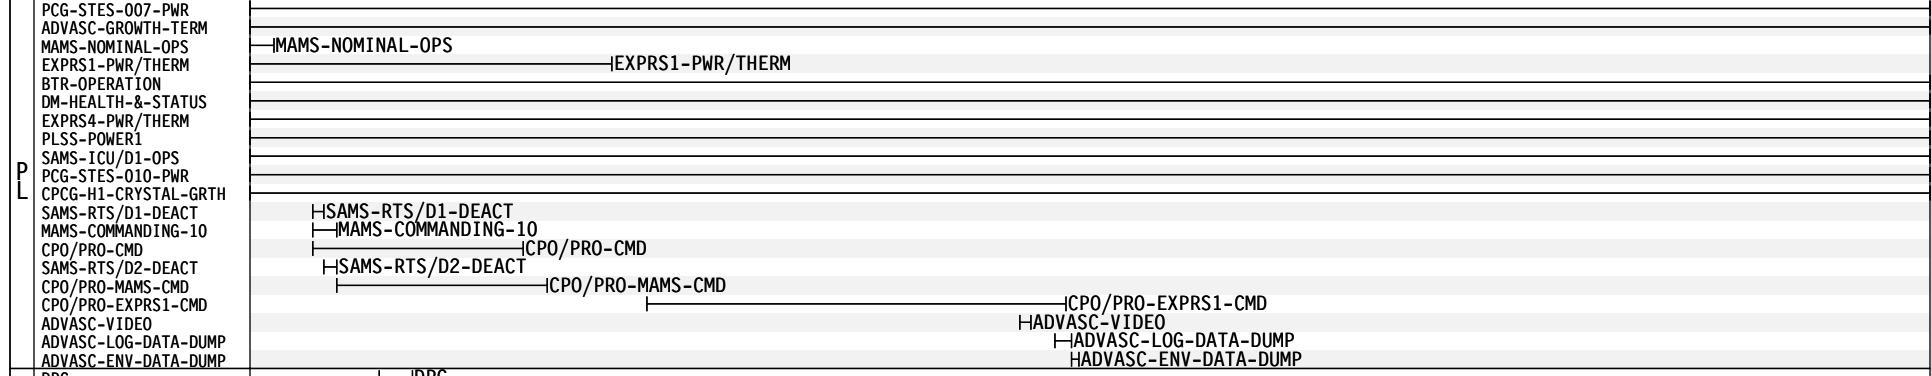 PCG-STES-007-PWR
ADVASC-GROWTH-TERM
MAMS-NOMINAL-OPS MAMS-NOMINAL-OPS
EXPRS1-PWR/THERM EXPRS1-PWR/THERM
BTR-OPERATION
DM-HEALTH-&-STATUS
EXPRS4-PWR/THERM
PLSS-POWER1
SAMS-ICU/D1-OPS
PL
PCG-STES-010-PWR
CPCG-H1-CRYSTAL-GRTH
SAMS-RTS/D1-DEACT SAMS-RTS/D1-DEACT
MAMS-COMMANDING-10 MAMS-COMMANDING-10
CPO/PRO-CMD CPO/PRO-CMD
SAMS-RTS/D2-DEACT SAMS-RTS/D2-DEACT
CPO/PRO-MAMS-CMD CPO/PRO-MAMS-CMD
CPO/PRO-EXPRS1-CMD CPO/PRO-EXPRS1-CMD
ADVASC-VIDEO ADVASC-VIDEO
ADVASC-LOG-DATA-DUMP ADVASC-LOG-DATA-DUMP
ADVASC-ENV-DATA-DUMP ADVASC-ENV-DATA-DUMP